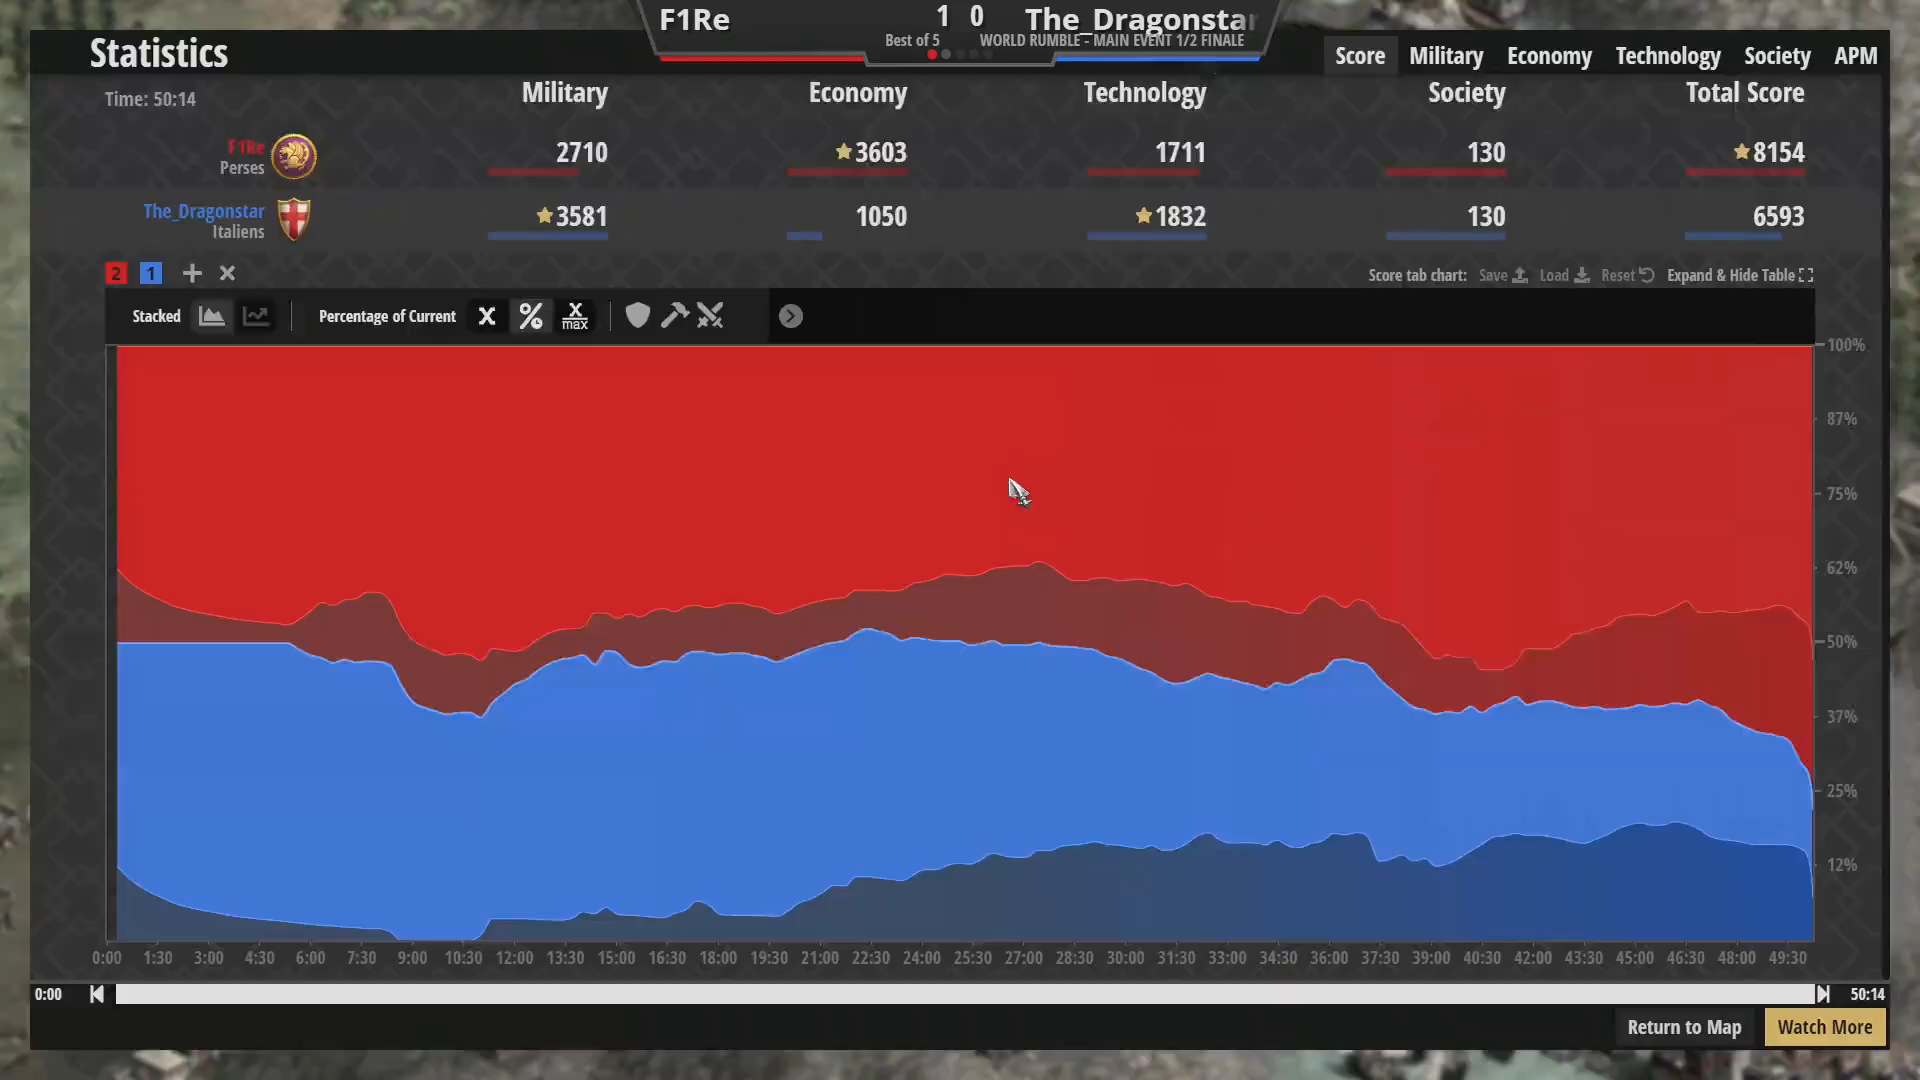 F1Re
1 0
The_Dragonstar
Best of 5
WORLD RUMBLE - MAIN EVENT 1/2 FINALE
Statistics
Score Military Economy Technology Society APM
Time: 50:14
Military Economy Technology Society Total Score
F1Re
Perses
2710 3603 1711 130 8154
The_Dragonstar
Italiens
3581 1050 1832 130 6593
2 1
Score tab chart: Save Load Reset Expand & Hide Table
Stacked
Percentage of Current
X % X
max
100%
87%
75%
62%
50%
37%
25%
12%
0:00 1:30 3:00 4:30 6:00 7:30 9:00 10:30 12:00 13:30 15:00 16:30 18:00 19:30 21:00 22:30 24:00 25:30 27:00 28:30 30:00 31:30 33:00 34:30 36:00 37:30 39:00 40:30 42:00 43:30 45:00 46:30 48:00 49:30
0:00
50:14
Return to Map
Watch More